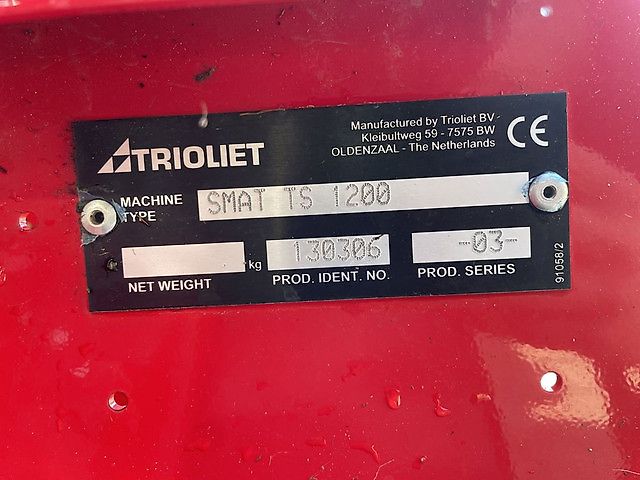 TRIOLIET
Manufactured by Trioliet BV
Kleibultweg 59 - 7575 BW
OLDENZAAL - The Netherlands
CE
MACHINE TYPE
SMAT TS 1200
NET WEIGHT
kg
130306
PROD. IDENT. NO.
-03-
PROD. SERIES
91058/2